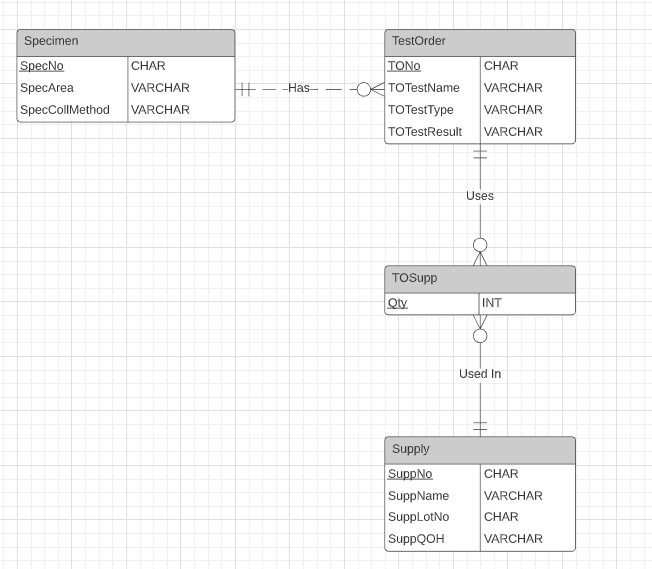 Specimen
SpecNo CHAR
SpecArea VARCHAR
SpecCollMethod VARCHAR
Has
TestOrder
TONo CHAR
TOTestName VARCHAR
TOTestType VARCHAR
TOTestResult VARCHAR
Uses
TOSupp
Qty INT
Used In
Supply
SuppNo CHAR
SuppName VARCHAR
SuppLotNo CHAR
SuppQOH VARCHAR